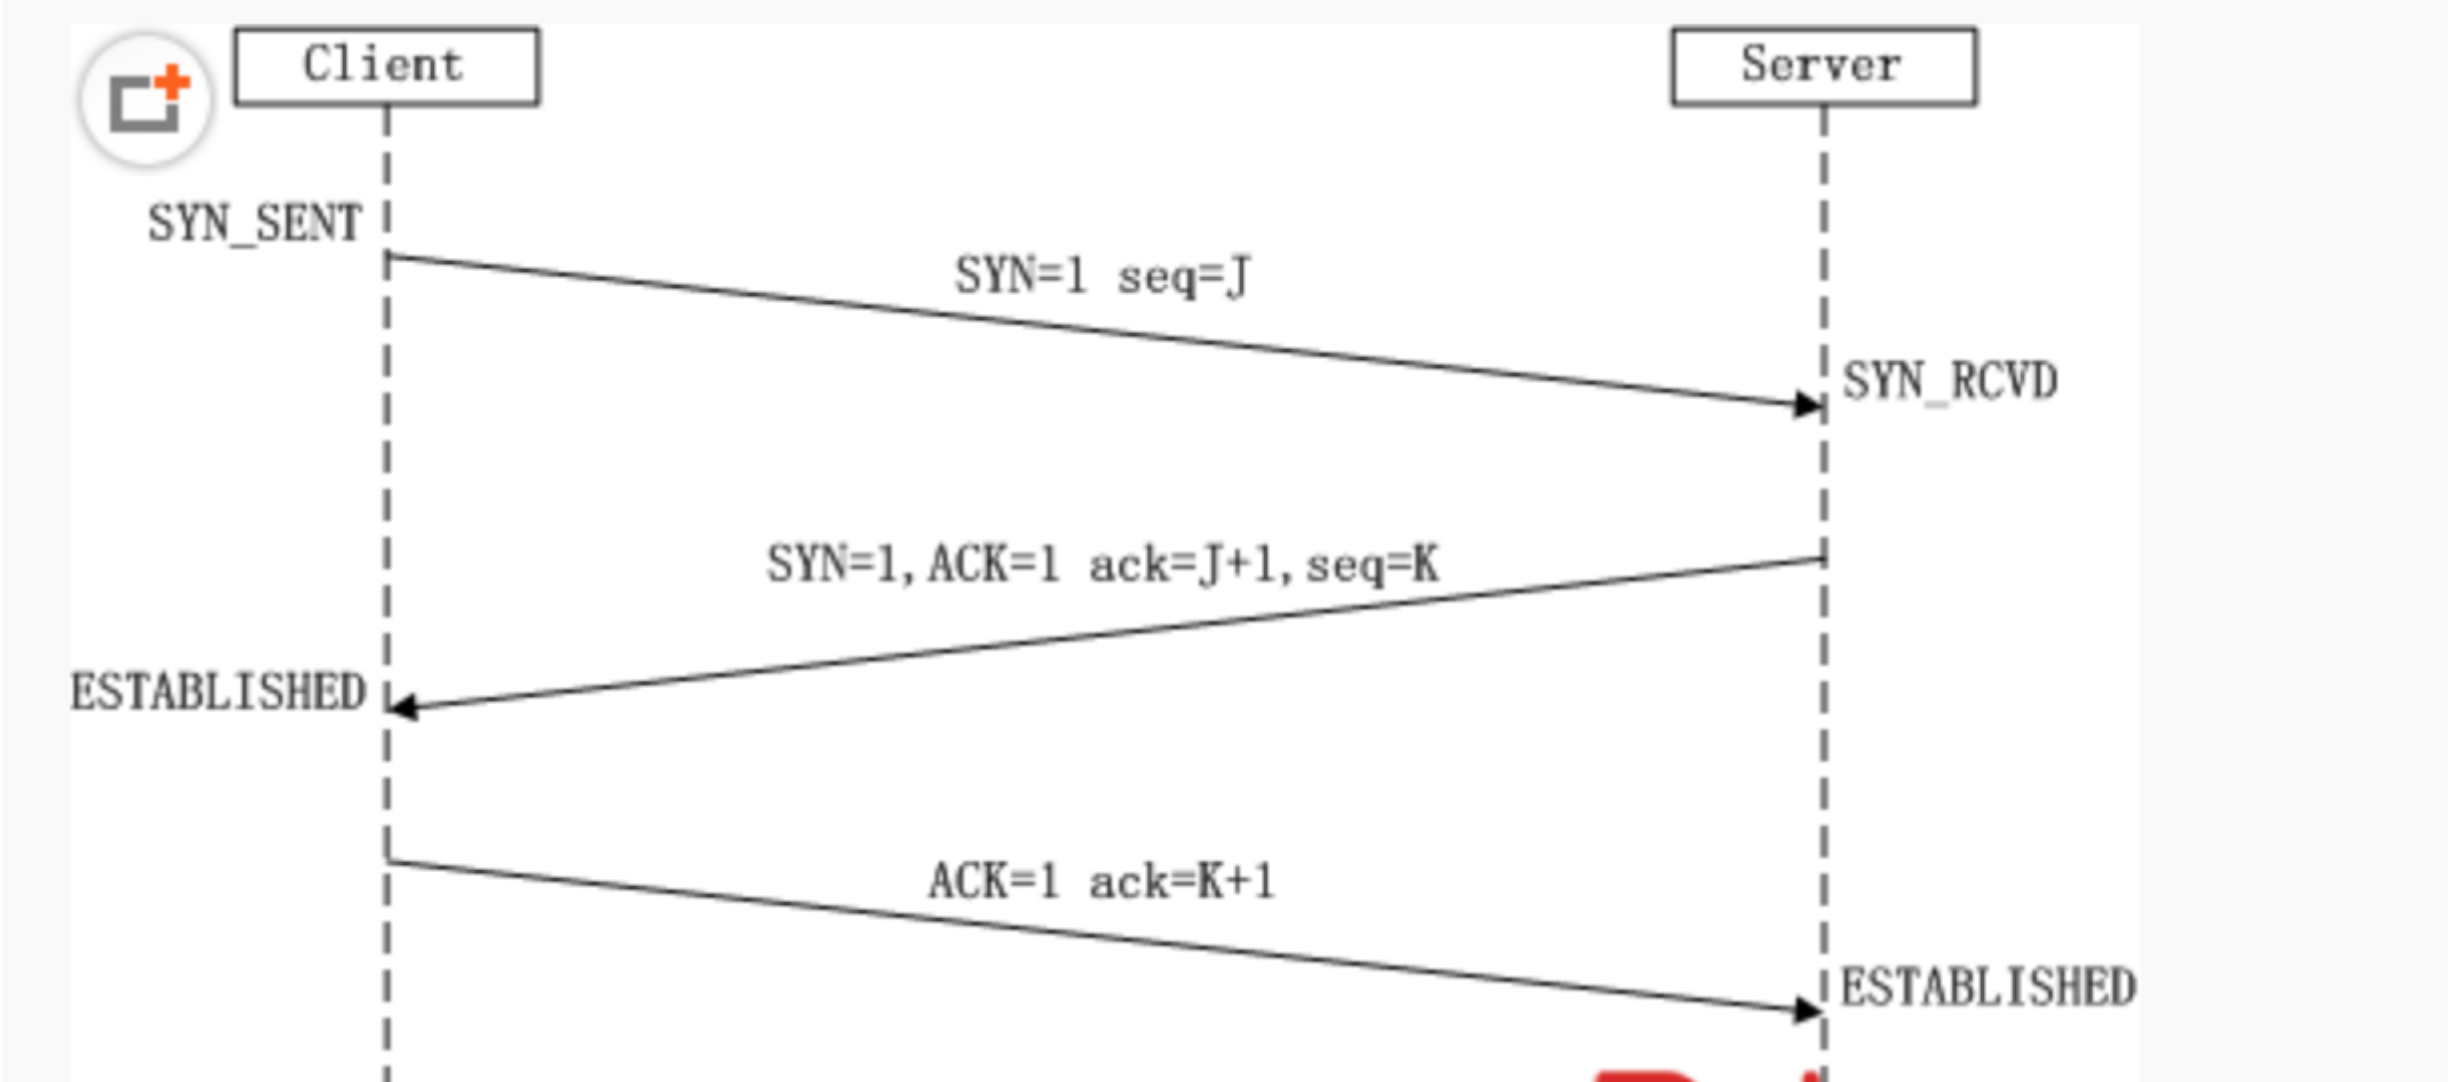 Client
Server
SYN_SENT
SYN=1 seq=J
SYN_RCVD
SYN=1,ACK=1 ack=J+1,seq=K
ESTABLISHED
ACK=1 ack=K+1
ESTABLISHED